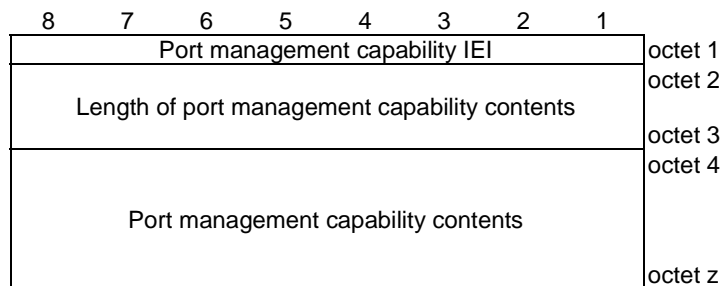 8 7 6 5 4 3 2 1
Port management capability IEI octet 1
octet 2
Length of port management capability contents
octet 3
octet 4
Port management capability contents
octet z